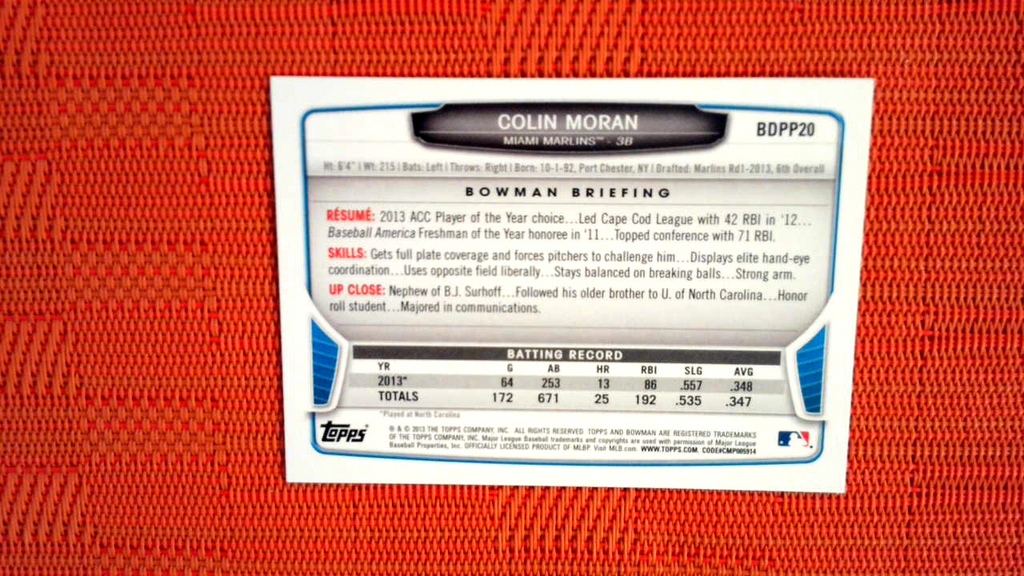 COLIN MORAN
MIAMI MARLINS™ - 3B
BDPP20
Ht: 6'4" | Wt: 215 | Bats: Left | Throws: Right | Born: 10-1-92, Port Chester, NY | Drafted: Marlins Rd1-2013, 6th Overall
BOWMAN BRIEFING
RÉSUMÉ: 2013 ACC Player of the Year choice...Led Cape Cod League with 42 RBI in '12...
Baseball America Freshman of the Year honoree in '11...Topped conference with 71 RBI.
SKILLS: Gets full plate coverage and forces pitchers to challenge him...Displays elite hand-eye
coordination...Uses opposite field liberally...Stays balanced on breaking balls...Strong arm.
UP CLOSE: Nephew of B.J. Surhoff...Followed his older brother to U. of North Carolina...Honor
roll student...Majored in communications.
BATTING RECORD
YR G AB HR RBI SLG AVG
2013* 64 253 13 86 .557 .348
TOTALS 172 671 25 192 .535 .347
*Played at North Carolina
topps
® & © 2013 THE TOPPS COMPANY, INC. ALL RIGHTS RESERVED. TOPPS AND BOWMAN ARE REGISTERED TRADEMARKS
OF THE TOPPS COMPANY, INC. Major League Baseball trademarks and copyrights are used with permission of Major League
Baseball Properties, Inc. OFFICIALLY LICENSED PRODUCT OF MLBP Visit MLB.com WWW.TOPPS.COM. CODE#CMP005914